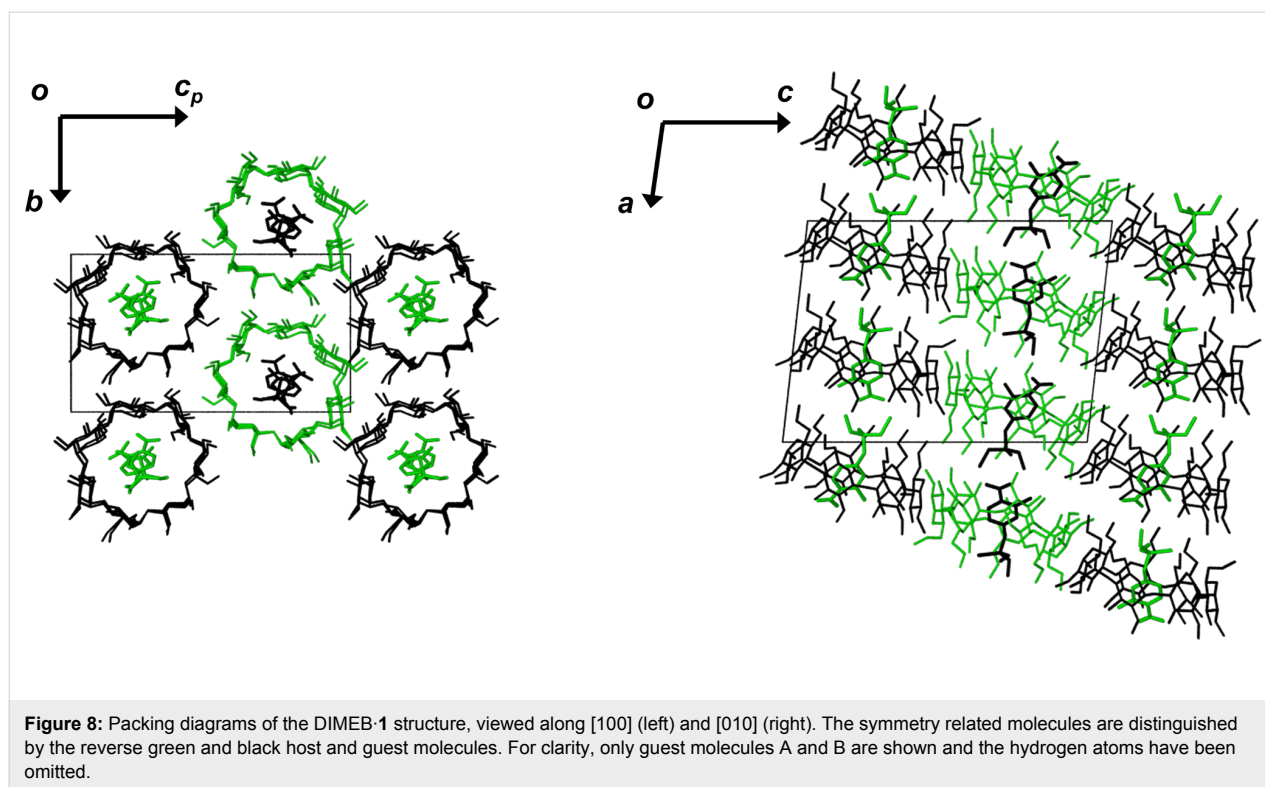 o
c_p
b
o
c
a
Figure 8: Packing diagrams of the DIMEB·1 structure, viewed along [100] (left) and [010] (right). The symmetry related molecules are distinguished
by the reverse green and black host and guest molecules. For clarity, only guest molecules A and B are shown and the hydrogen atoms have been
omitted.